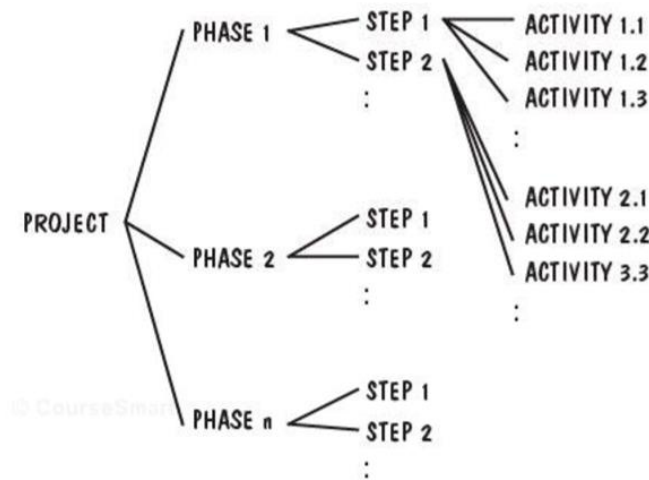 PROJECT
PHASE 1
STEP 1
ACTIVITY 1.1
ACTIVITY 1.2
ACTIVITY 1.3
:
STEP 2
ACTIVITY 2.1
ACTIVITY 2.2
ACTIVITY 3.3
:
:
PHASE 2
STEP 1
STEP 2
:
PHASE n
STEP 1
STEP 2
:
© CourseSmart